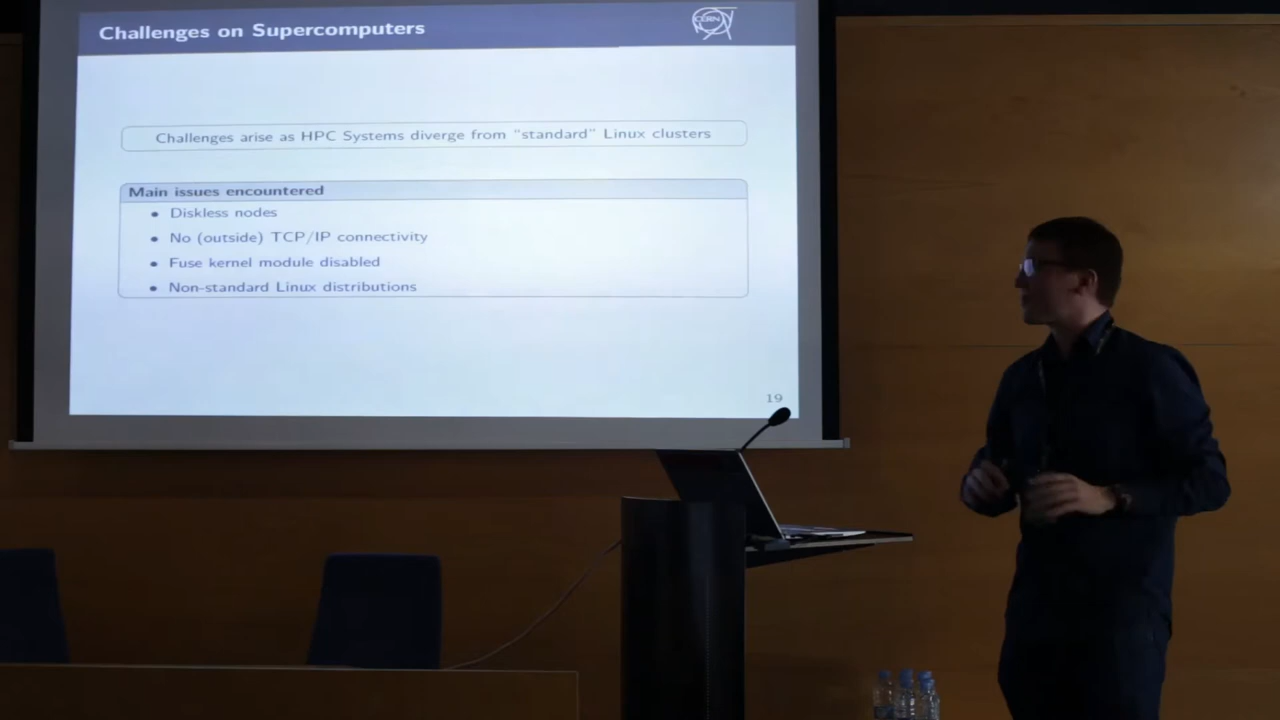 Challenges on Supercomputers
CERN
Challenges arise as HPC Systems diverge from “standard” Linux clusters
Main issues encountered
• Diskless nodes
• No (outside) TCP/IP connectivity
• Fuse kernel module disabled
• Non-standard Linux distributions
19